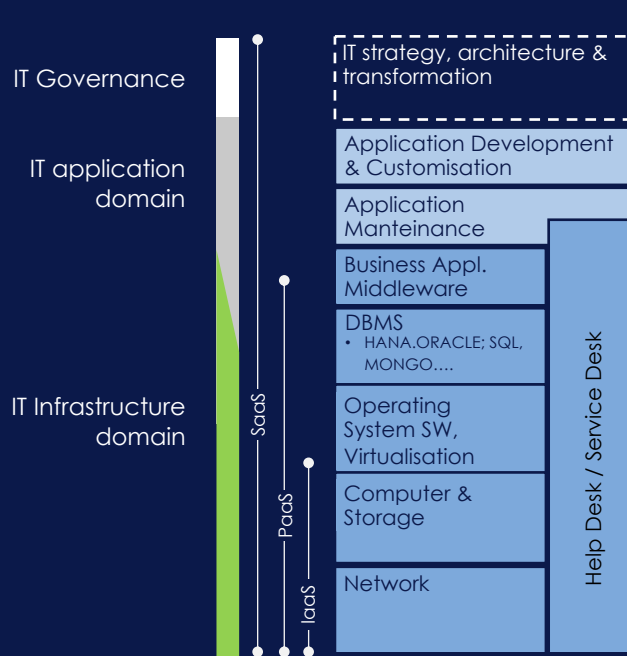 IT Governance
IT application
domain
IT Infrastructure
domain
SaaS
PaaS
IaaS
IT strategy, architecture &
transformation
Application Development
& Customisation
Application
Manteinance
Business Appl.
Middleware
DBMS
• HANA.ORACLE; SQL,
MONGO....
Operating
System SW,
Virtualisation
Computer &
Storage
Network
Help Desk / Service Desk